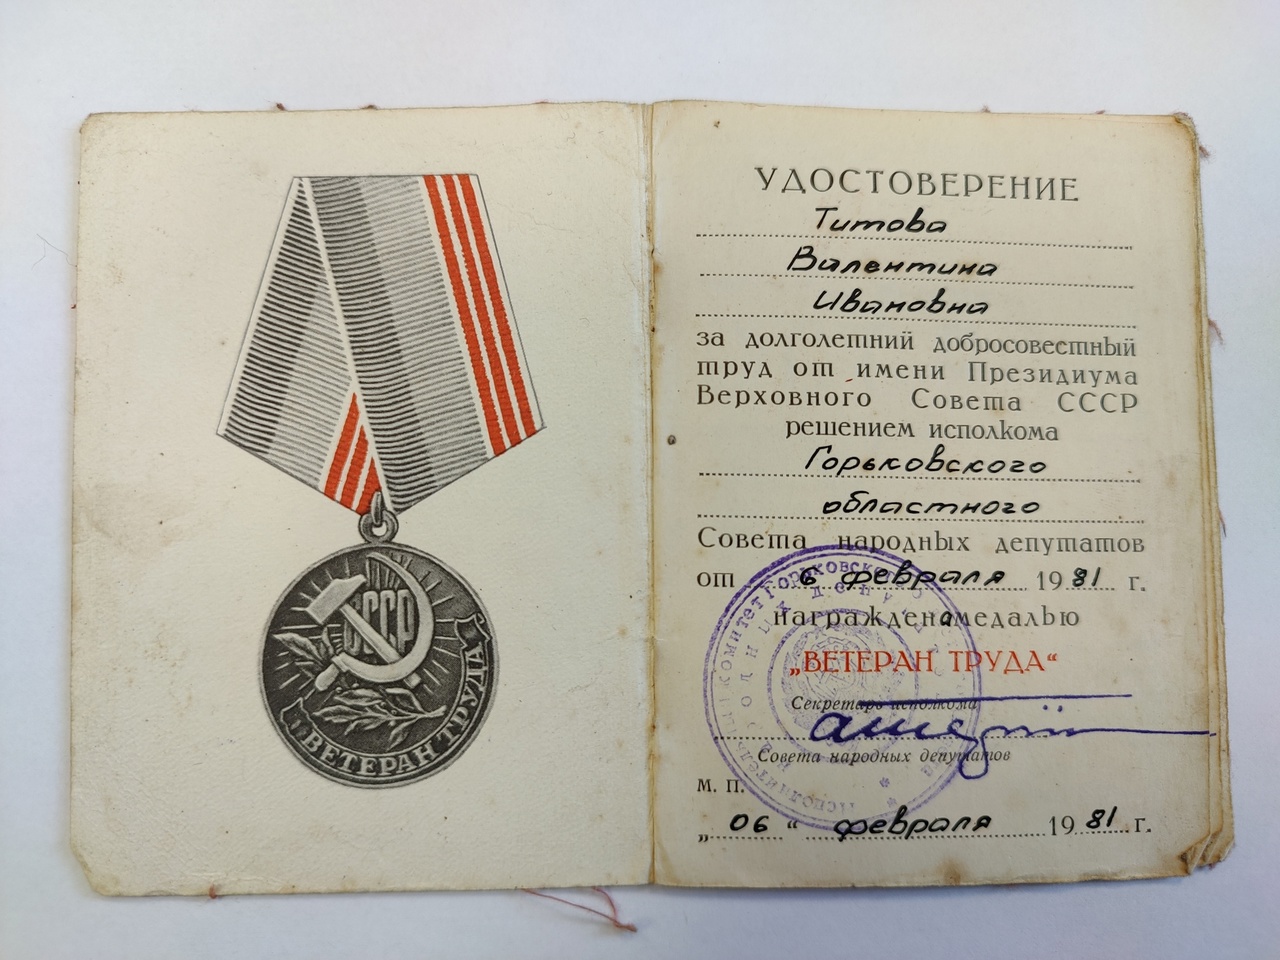 СССР
ВЕТЕРАН ТРУДА
УДОСТОВЕРЕНИЕ
Титова
Валентина
Ивановна
за долголетний добросовестный
труд от имени Президиума
Верховного Совета СССР
решением исполкома
Горьковского
областного
Совета народных депутатов
от 6 февраля 1981 г.
награждена медалью
„ВЕТЕРАН ТРУДА“
Секретарь исполкома
Совета народных депутатов
М. П.
„06“ февраля 1981 г.